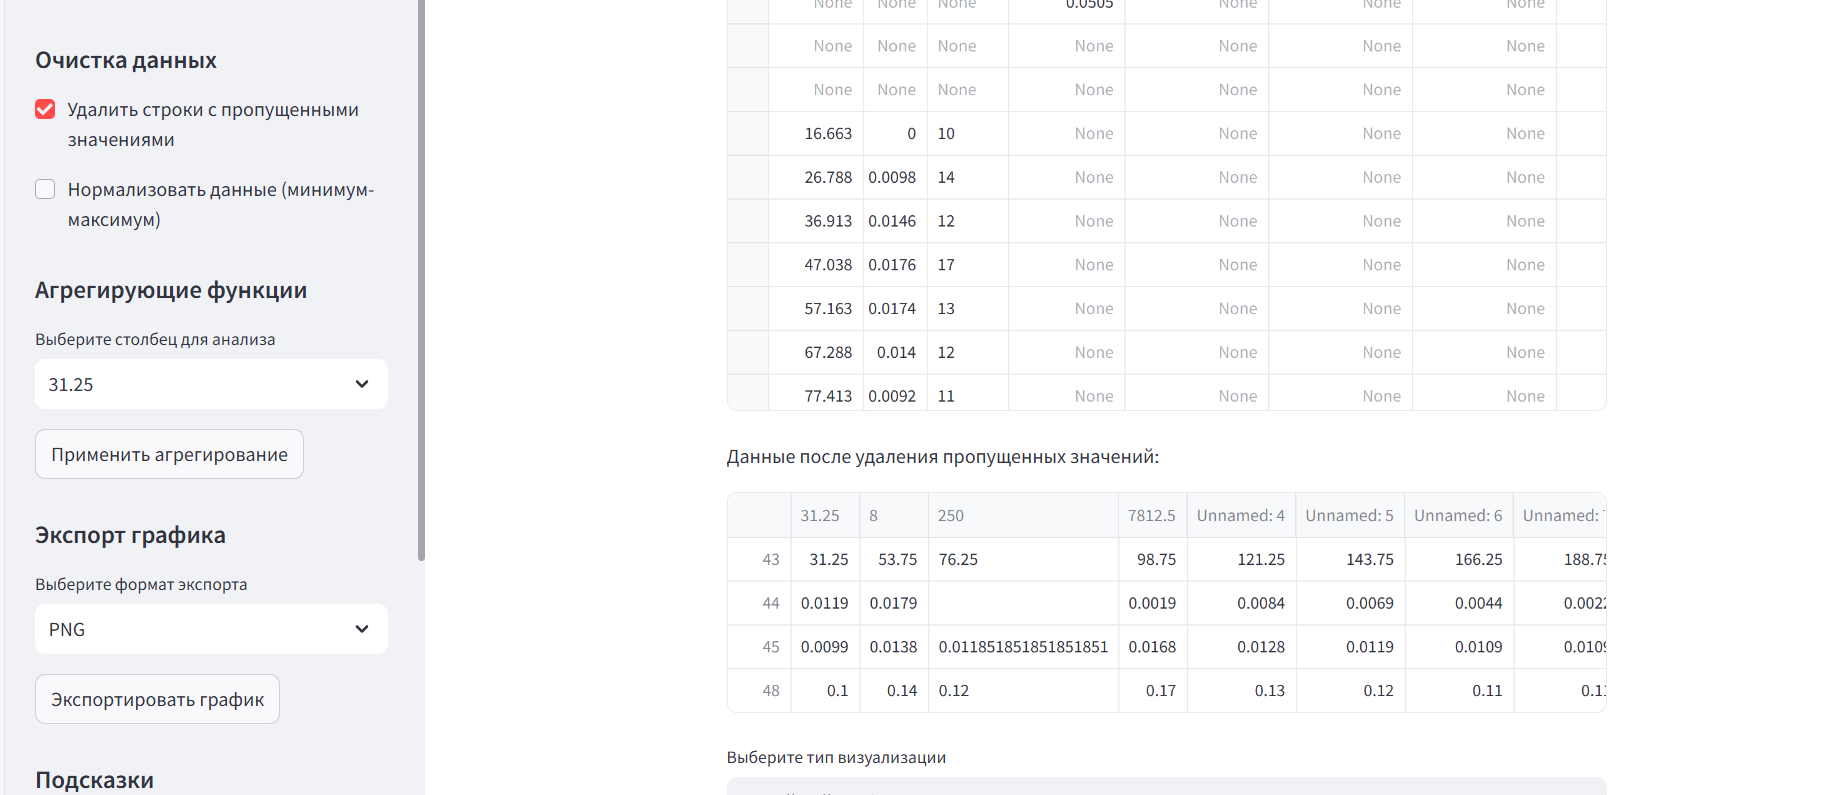 Очистка данных
Удалить строки с пропущенными
значениями
Нормализовать данные (минимум-
максимум)
Агрегирующие функции
Выберите столбец для анализа
31.25
Применить агрегирование
Экспорт графика
Выберите формат экспорта
PNG
Экспортировать график
Подсказки
None None None 0.0505 None None None
None None None None None None None
None None None None None None None
16.663 0 10 None None None None
26.788 0.0098 14 None None None None
36.913 0.0146 12 None None None None
47.038 0.0176 17 None None None None
57.163 0.0174 13 None None None None
67.288 0.014 12 None None None None
77.413 0.0092 11 None None None None
Данные после удаления пропущенных значений:
31.25 8 250 7812.5 Unnamed: 4 Unnamed: 5 Unnamed: 6 Unnamed:
43 31.25 53.75 76.25 98.75 121.25 143.75 166.25 188.75
44 0.0119 0.0179 0.0019 0.0084 0.0069 0.0044 0.0022
45 0.0099 0.0138 0.011851851851851851 0.0168 0.0128 0.0119 0.0109 0.0109
48 0.1 0.14 0.12 0.17 0.13 0.12 0.11 0.11
Выберите тип визуализации